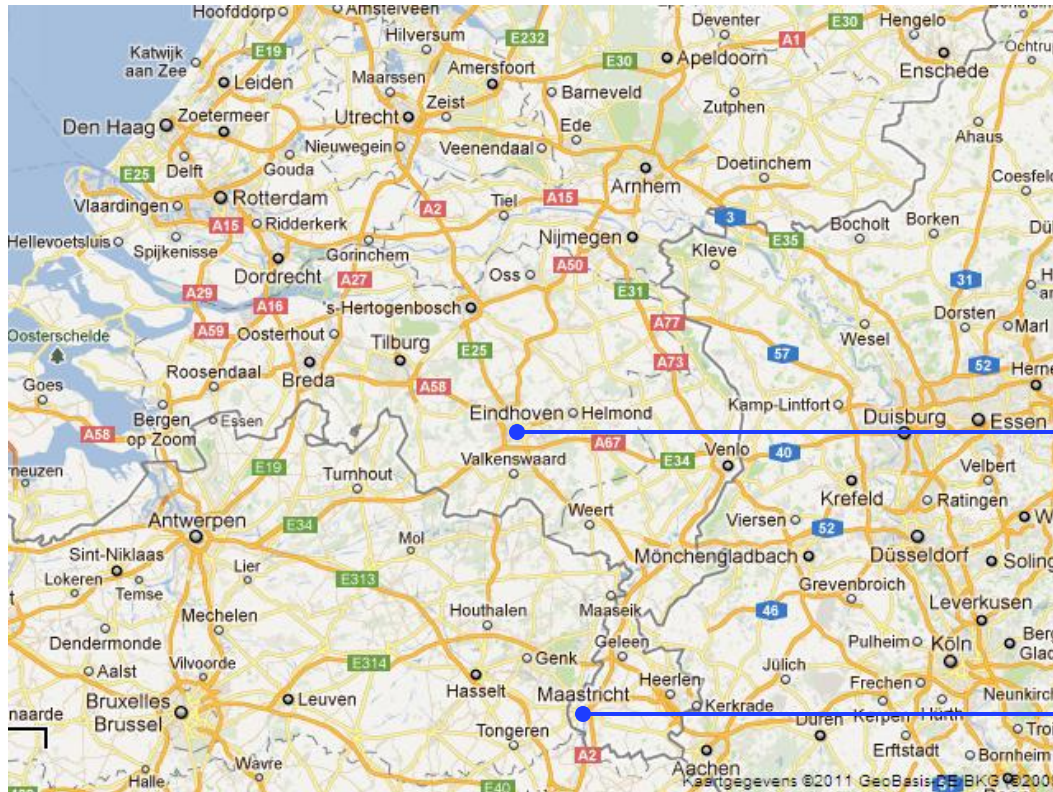 Hoofddorp
Amstelveen
Deventer
E30
Hengelo
Katwijk
aan Zee
E19
Hilversum
E232
A1
Leiden
Maarssen
Amersfoort
E30
Apeldoorn
Enschede
Zoetermeer
Utrecht
Zeist
Barneveld
Zutphen
Den Haag
Nieuwegein
Veenendaal
Ede
Ahaus
Delft
Gouda
Doetinchem
E25
Arnhem
Vlaardingen
Rotterdam
A2
Tiel
A15
3
A15
Ridderkerk
Bocholt
Borken
Hellevoetsluis
Spijkenisse
Gorinchem
Nijmegen
Kleve
E35
Dordrecht
A27
Oss
A50
31
A29
A16
's-Hertogenbosch
E31
Dorsten
Marl
Oosterschelde
A59
Oosterhout
Tilburg
E25
A77
Wesel
Goes
Roosendaal
Breda
A58
A73
57
52
Bergen
op Zoom
Essen
Eindhoven
Helmond
Kamp-Lintfort
Duisburg
Essen
A58
A67
E19
Turnhout
Valkenswaard
E34
Venlo
40
Velbert
Krefeld
Ratingen
Antwerpen
E34
Weert
Viersen
52
Mol
Düsseldorf
Sint-Niklaas
Mönchengladbach
Lokeren
Temse
Lier
E313
Grevenbroich
Mechelen
Houthalen
Maaseik
46
Leverkusen
Dendermonde
Geleen
Pulheim
Köln
Aalst
Vilvoorde
E314
Genk
Jülich
Hasselt
Heerlen
Frechen
Bruxelles
Brussel
Leuven
Maastricht
Kerkrade
Düren
Kerpen
Hürth
Tongeren
Erftstadt
Wavre
A2
Bornheim
Halle
E40
Aachen
Kaartgegevens ©2011 GeoBasis-DE/BKG